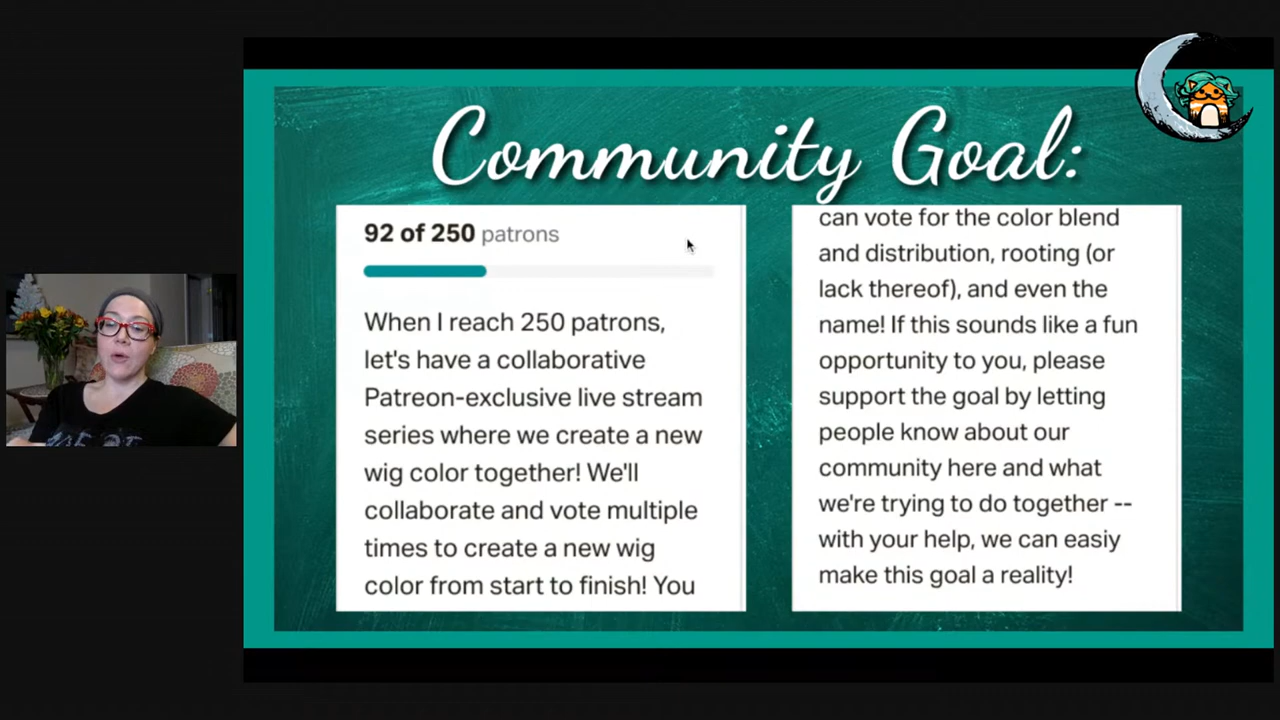 Community Goal:
92 of 250 patrons
When I reach 250 patrons,
let's have a collaborative
Patreon-exclusive live stream
series where we create a new
wig color together! We'll
collaborate and vote multiple
times to create a new wig
color from start to finish! You
can vote for the color blend
and distribution, rooting (or
lack thereof), and even the
name! If this sounds like a fun
opportunity to you, please
support the goal by letting
people know about our
community here and what
we're trying to do together --
with your help, we can easiy
make this goal a reality!